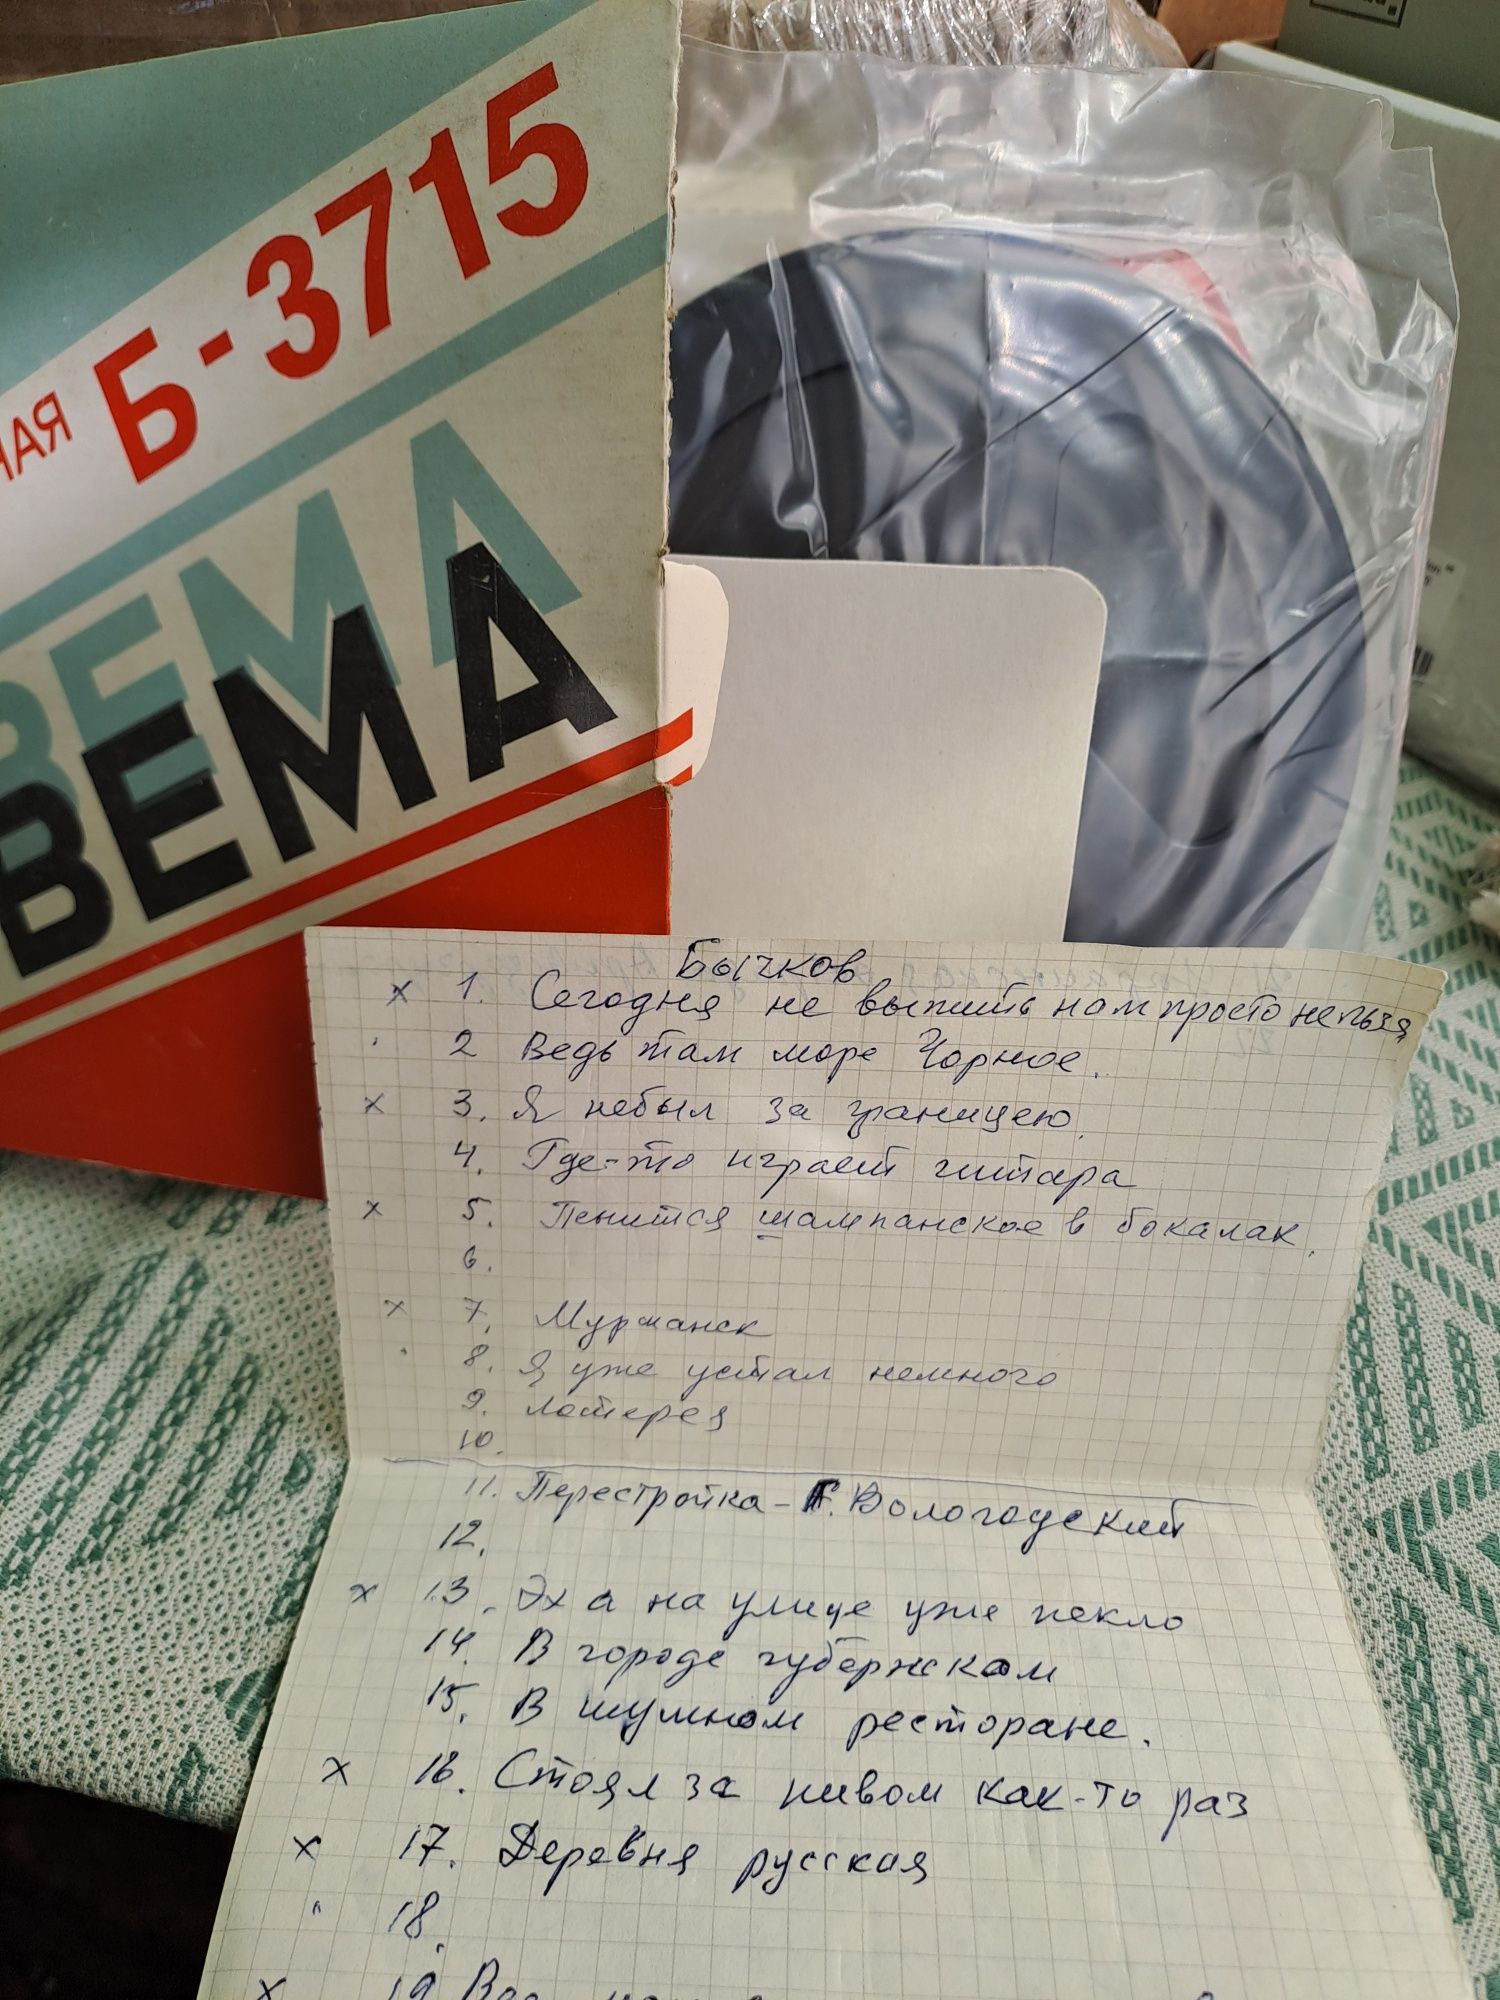 НАЯ Б-3715
ВЕМА
ВЕМА
Бычков
х 1. Сегодня не выпить нам просто нельзя
2 Ведь там море Чорное.
х 3. Я небыл за границею.
4. Где-то играет гитара
х 5. Пенится шампанское в бокалах.
6.
х 7. Мурманск
8. Я уже устал немного
9. Лотерея
10.
11. Перестройка - Г. Вологодский
12.
х 13. Эх а на улице уже пекло
14. В городе губернском
15. В шумном ресторане.
х 16. Стоял за пивом как-то раз
х 17. Деревня русская
18.
х 19